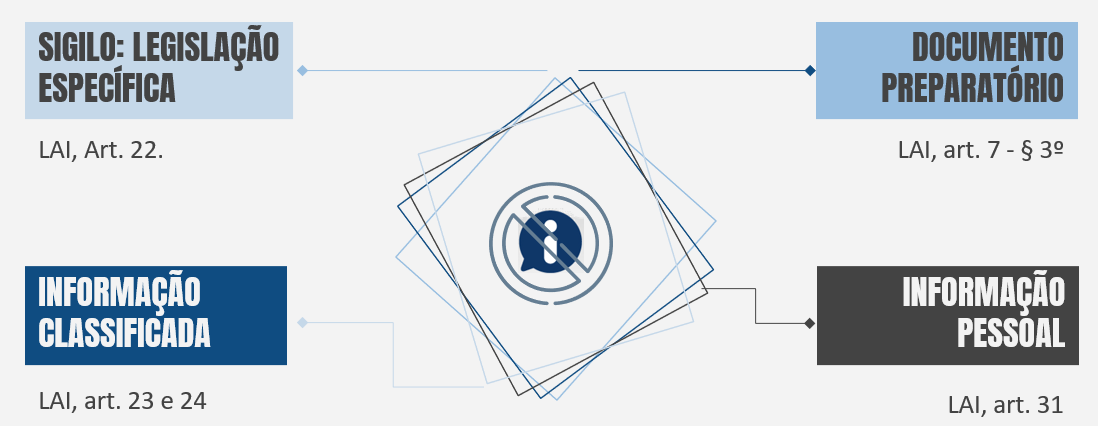 SIGILO: LEGISLAÇÃO
ESPECÍFICA
LAI, Art. 22.
DOCUMENTO
PREPARATÓRIO
LAI, art. 7 - § 3º
INFORMAÇÃO
CLASSIFICADA
LAI, art. 23 e 24
INFORMAÇÃO
PESSOAL
LAI, art. 31